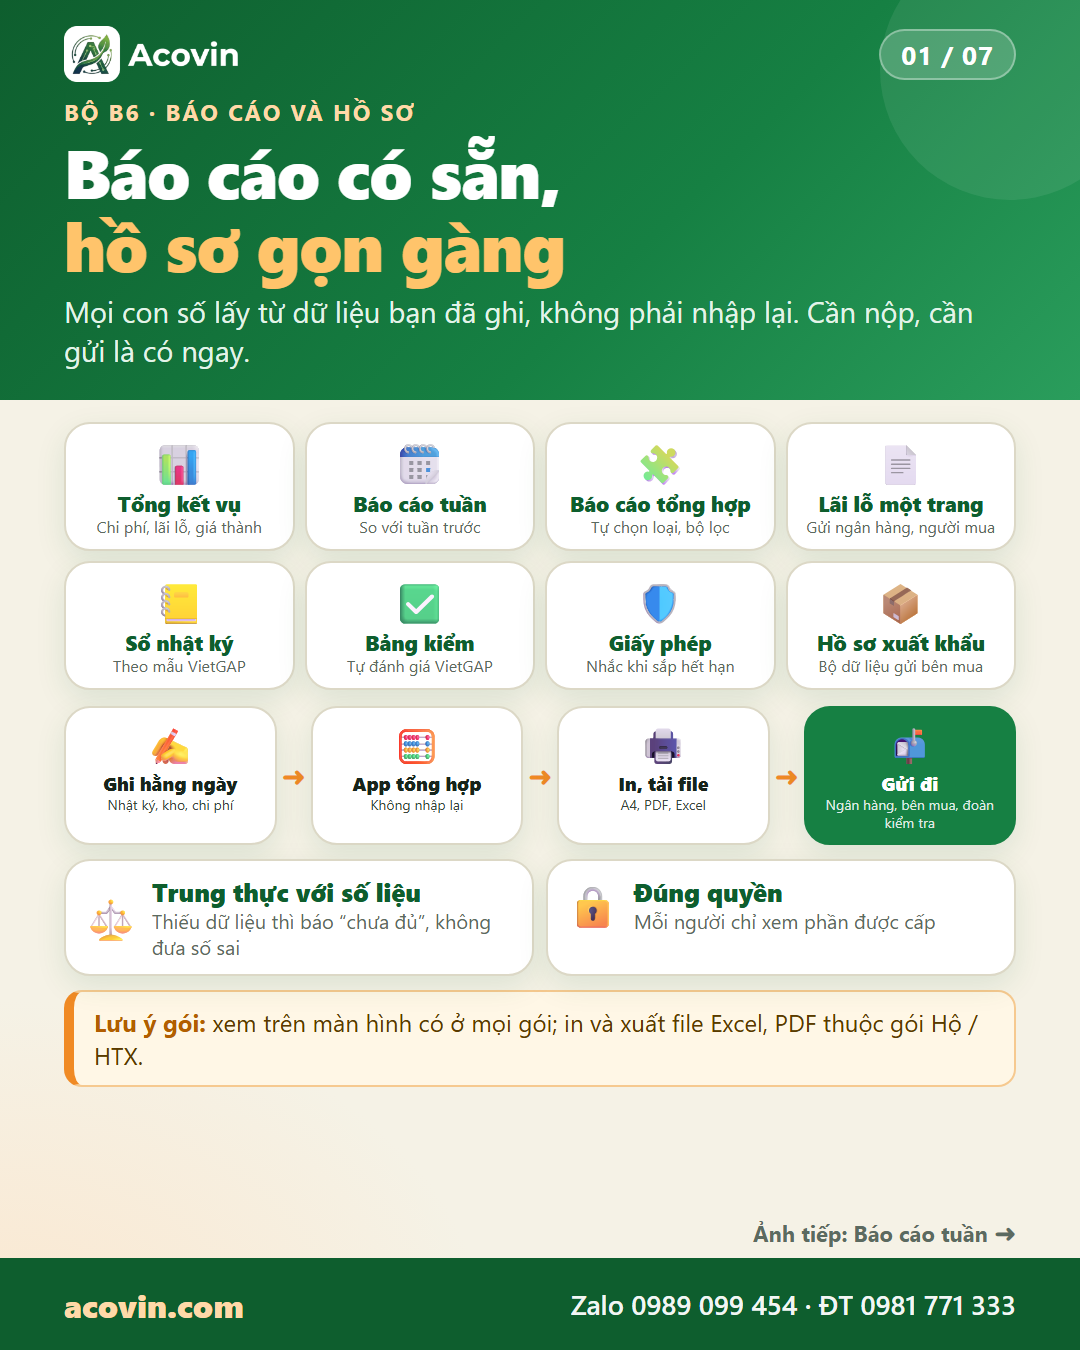 Acovin
01 / 07
BỘ B6 · BÁO CÁO VÀ HỒ SƠ
Báo cáo có sẵn,
hồ sơ gọn gàng
Mọi con số lấy từ dữ liệu bạn đã ghi, không phải nhập lại. Cần nộp, cần
gửi là có ngay.
Tổng kết vụ
Chi phí, lãi lỗ, giá thành
Báo cáo tuần
So với tuần trước
Báo cáo tổng hợp
Tự chọn loại, bộ lọc
Lãi lỗ một trang
Gửi ngân hàng, người mua
Sổ nhật ký
Theo mẫu VietGAP
Bảng kiểm
Tự đánh giá VietGAP
Giấy phép
Nhắc khi sắp hết hạn
Hồ sơ xuất khẩu
Bộ dữ liệu gửi bên mua
Ghi hằng ngày
Nhật ký, kho, chi phí
➜
App tổng hợp
Không nhập lại
➜
In, tải file
A4, PDF, Excel
➜
Gửi đi
Ngân hàng, bên mua, đoàn
kiểm tra
Trung thực với số liệu
Thiếu dữ liệu thì báo “chưa đủ”, không
đưa số sai
Đúng quyền
Mỗi người chỉ xem phần được cấp
Lưu ý gói: xem trên màn hình có ở mọi gói; in và xuất file Excel, PDF thuộc gói Hộ /
HTX.
Ảnh tiếp: Báo cáo tuần ➜
acovin.com
Zalo 0989 099 454 · ĐT 0981 771 333